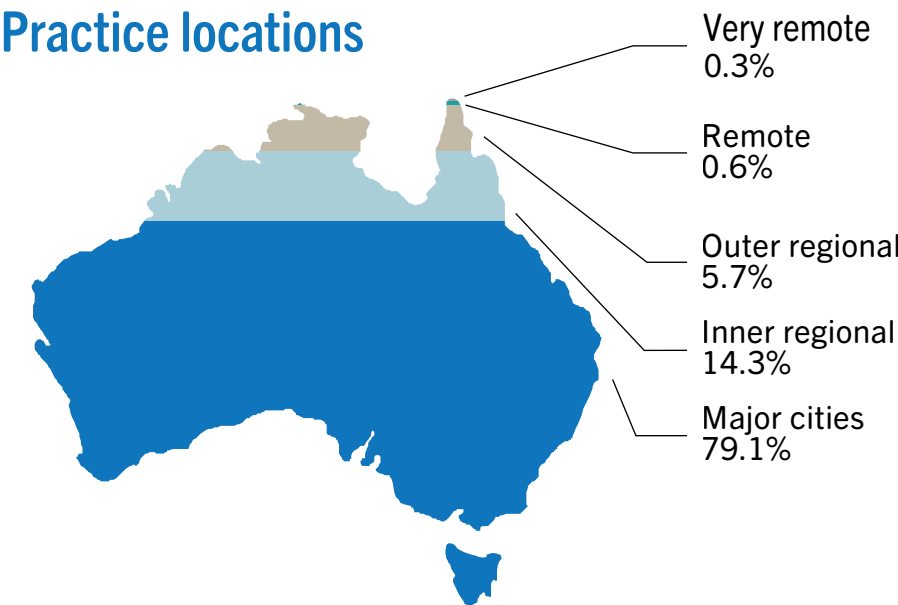 Practice locations
Very remote
0.3%
Remote
0.6%
Outer regional
5.7%
Inner regional
14.3%
Major cities
79.1%